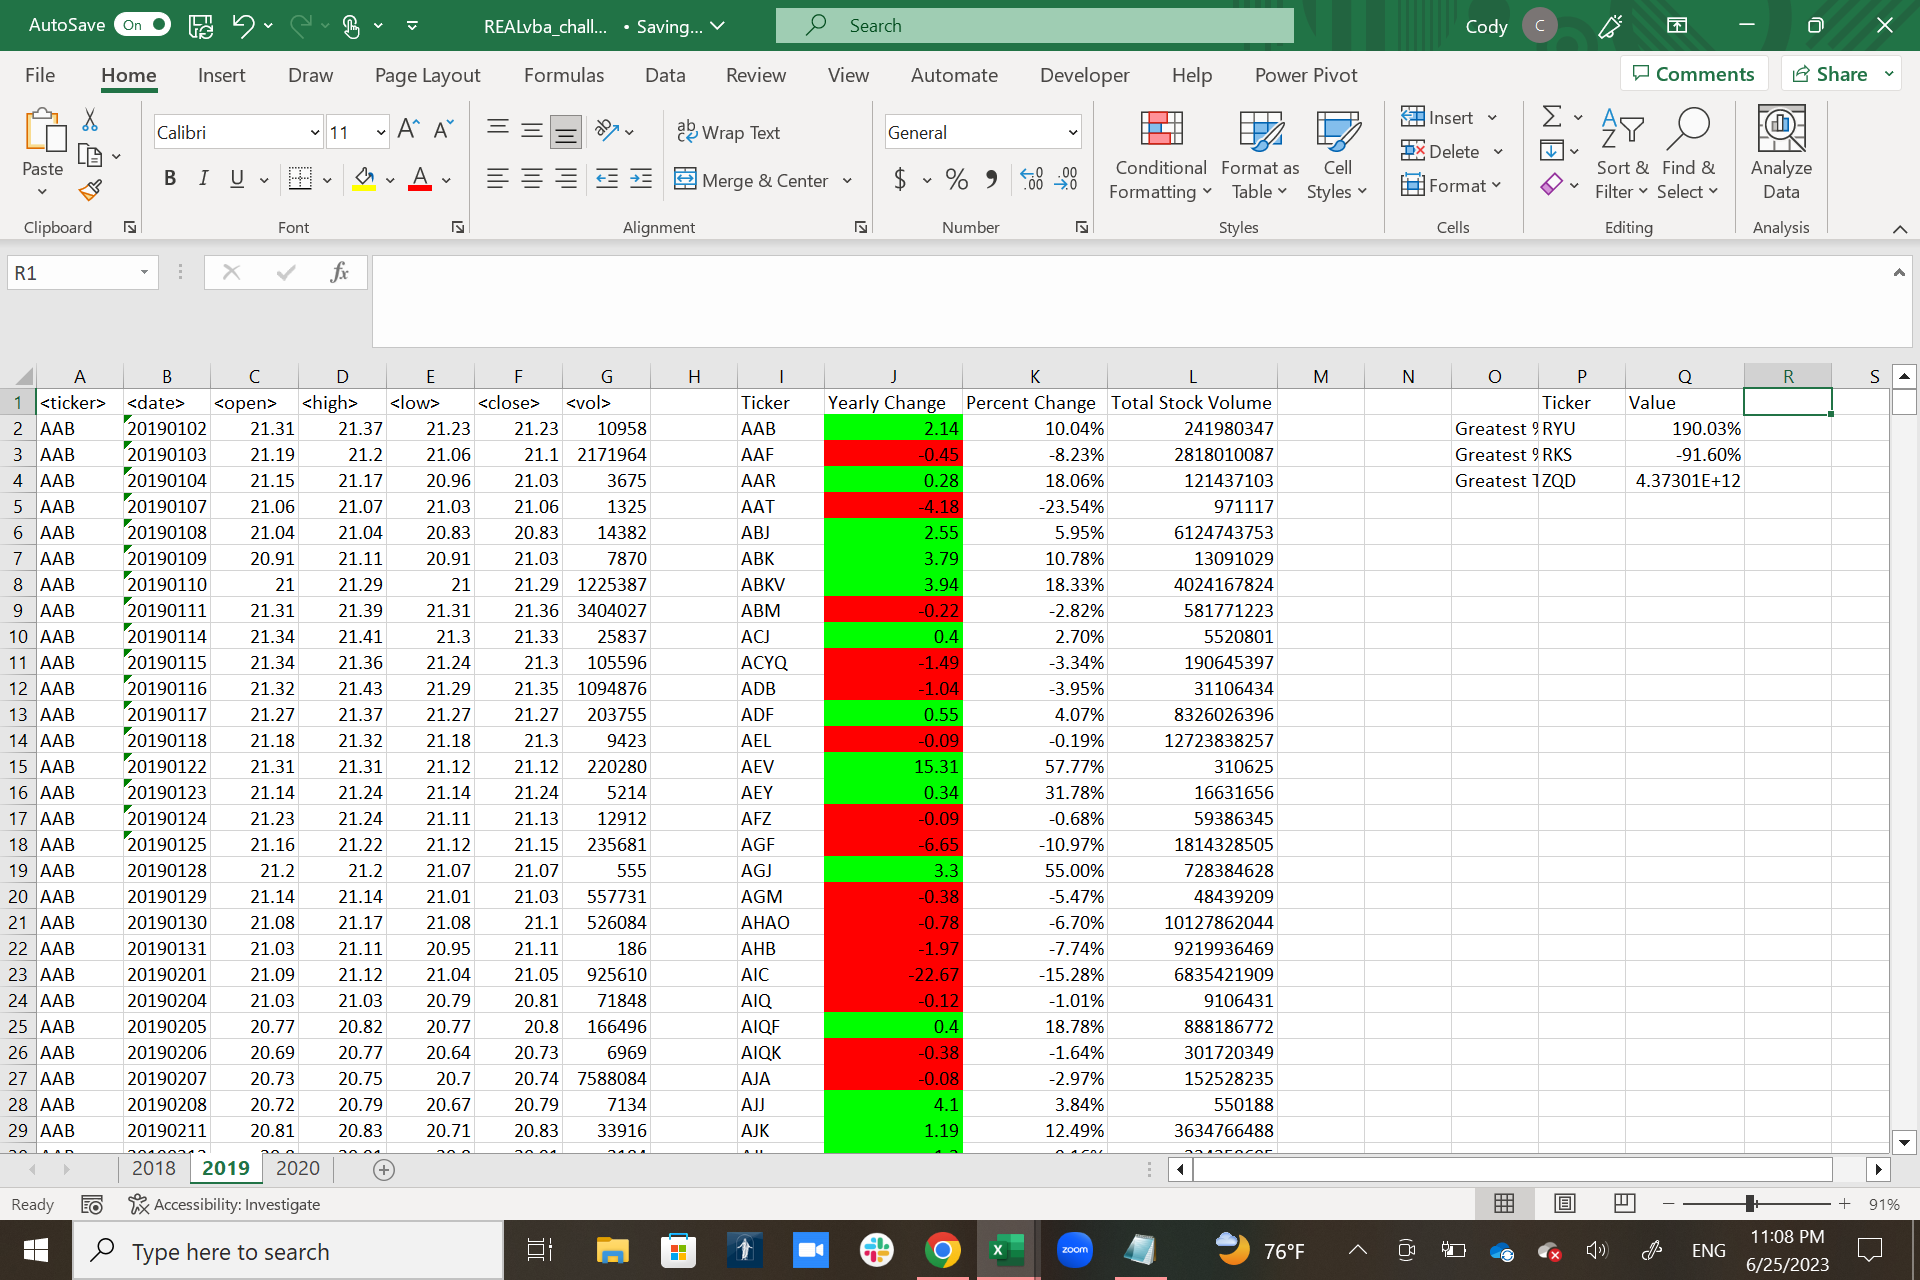 AutoSave On REALvba_chall... • Saving... Search Cody C
File Home Insert Draw Page Layout Formulas Data Review View Automate Developer Help Power Pivot Comments Share
Paste
Calibri 11
Wrap Text
General
Conditional Formatting
Format as Table
Cell Styles
Insert
Delete
Format
Sort & Filter
Find & Select
Analyze Data
B I U A
Merge & Center
$ % 9
Clipboard Font Alignment Number Styles Cells Editing Analysis
R1 fx
A B C D E F G H I J K L M N O P Q R S
1 <ticker> <date> <open> <high> <low> <close> <vol> Ticker Yearly Change Percent Change Total Stock Volume Ticker Value
2 AAB 20190102 21.31 21.37 21.23 21.23 10958 AAB 2.14 10.04% 241980347 Greatest % RYU 190.03%
3 AAB 20190103 21.19 21.2 21.06 21.1 2171964 AAF -0.45 -8.23% 2818010087 Greatest % RKS -91.60%
4 AAB 20190104 21.15 21.17 20.96 21.03 3675 AAR 0.28 18.06% 121437103 Greatest T ZQD 4.37301E+12
5 AAB 20190107 21.06 21.07 21.03 21.06 1325 AAT -4.18 -23.54% 971117
6 AAB 20190108 21.04 21.04 20.83 20.83 14382 ABJ 2.55 5.95% 6124743753
7 AAB 20190109 20.91 21.11 20.91 21.03 7870 ABK 3.79 10.78% 13091029
8 AAB 20190110 21 21.29 21 21.29 1225387 ABKV 3.94 18.33% 4024167824
9 AAB 20190111 21.31 21.39 21.31 21.36 3404027 ABM -0.22 -2.82% 581771223
10 AAB 20190114 21.34 21.41 21.3 21.33 25837 ACJ 0.4 2.70% 5520801
11 AAB 20190115 21.34 21.36 21.24 21.3 105596 ACYQ -1.49 -3.34% 190645397
12 AAB 20190116 21.32 21.43 21.29 21.35 1094876 ADB -1.04 -3.95% 31106434
13 AAB 20190117 21.27 21.37 21.27 21.27 203755 ADF 0.55 4.07% 8326026396
14 AAB 20190118 21.18 21.32 21.18 21.3 9423 AEL -0.09 -0.19% 12723838257
15 AAB 20190122 21.31 21.31 21.12 21.12 220280 AEV 15.31 57.77% 310625
16 AAB 20190123 21.14 21.24 21.14 21.24 5214 AEY 0.34 31.78% 16631656
17 AAB 20190124 21.23 21.24 21.11 21.13 12912 AFZ -0.09 -0.68% 59386345
18 AAB 20190125 21.16 21.22 21.12 21.15 235681 AGF -6.65 -10.97% 1814328505
19 AAB 20190128 21.2 21.2 21.07 21.07 555 AGJ 3.3 55.00% 728384628
20 AAB 20190129 21.14 21.14 21.01 21.03 557731 AGM -0.38 -5.47% 48439209
21 AAB 20190130 21.08 21.17 21.08 21.1 526084 AHAO -0.78 -6.70% 10127862044
22 AAB 20190131 21.03 21.11 20.95 21.11 186 AHB -1.97 -7.74% 9219936469
23 AAB 20190201 21.09 21.12 21.04 21.05 925610 AIC -22.67 -15.28% 6835421909
24 AAB 20190204 21.03 21.03 20.79 20.81 71848 AIQ -0.12 -1.01% 9106431
25 AAB 20190205 20.77 20.82 20.77 20.8 166496 AIQF 0.4 18.78% 888186772
26 AAB 20190206 20.69 20.77 20.64 20.73 6969 AIQK -0.38 -1.64% 301720349
27 AAB 20190207 20.73 20.75 20.7 20.74 7588084 AJA -0.08 -2.97% 152528235
28 AAB 20190208 20.72 20.79 20.67 20.79 7134 AJJ 4.1 3.84% 550188
29 AAB 20190211 20.81 20.83 20.71 20.83 33916 AJK 1.19 12.49% 3634766488
2018 2019 2020
Ready Accessibility: Investigate 91%
Type here to search zoom 76°F ENG 11:08 PM
6/25/2023